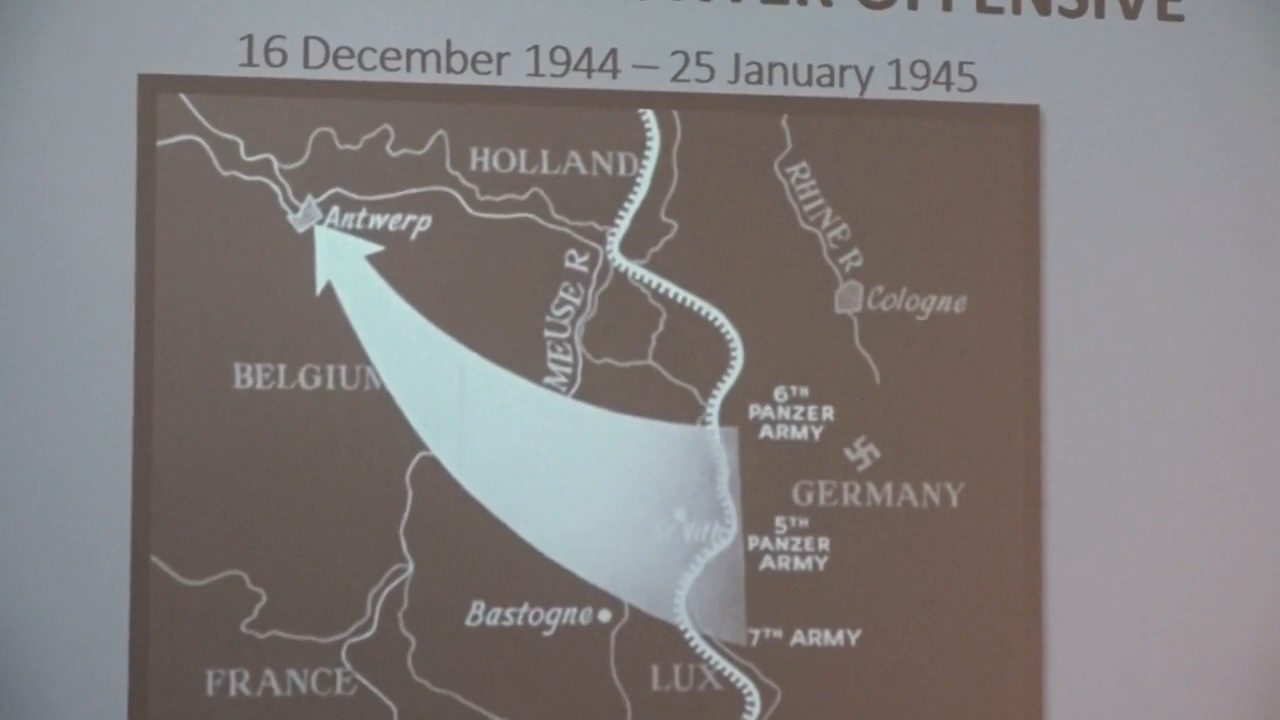 OFFENSIVE
16 December 1944 – 25 January 1945
HOLLAND
RHINE R
Antwerp
MEUSE R
Cologne
BELGIUM
6TH
PANZER
ARMY
GERMANY
5TH
PANZER
ARMY
Bastogne
7TH ARMY
FRANCE
LUX